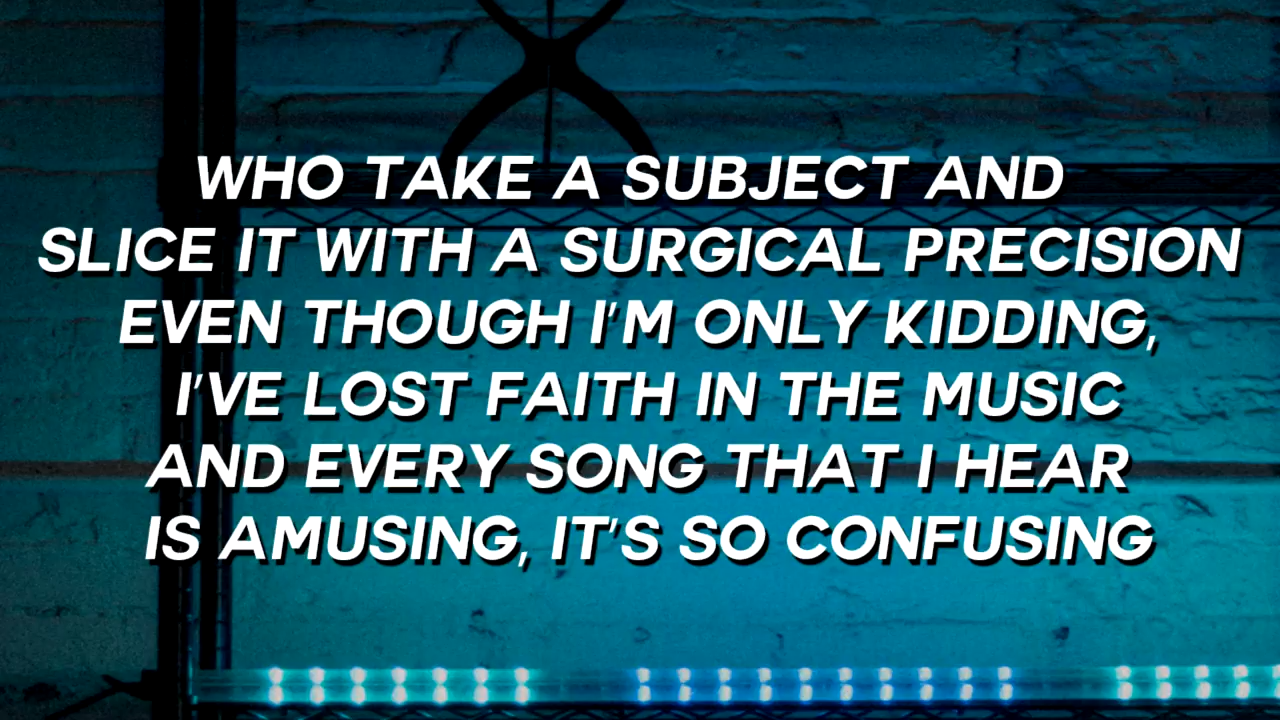 WHO TAKE A SUBJECT AND
SLICE IT WITH A SURGICAL PRECISION
EVEN THOUGH I'M ONLY KIDDING,
I'VE LOST FAITH IN THE MUSIC
AND EVERY SONG THAT I HEAR
IS AMUSING, IT'S SO CONFUSING